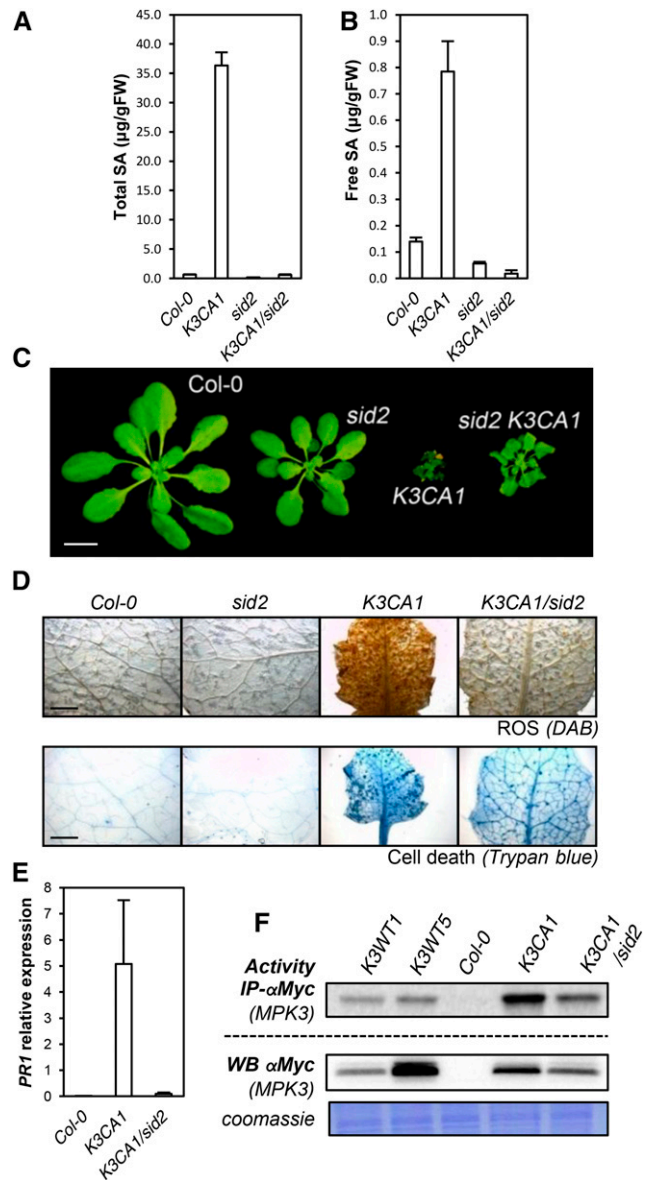 A
Total SA (µg/gFW)
45.0
40.0
35.0
30.0
25.0
20.0
15.0
10.0
5.0
0.0
Col-0
K3CA1
sid2
K3CA1/sid2
B
Free SA (µg/gFW)
1.0
0.9
0.8
0.7
0.6
0.5
0.4
0.3
0.2
0.1
0.0
Col-0
K3CA1
sid2
K3CA1/sid2
C
Col-0
sid2
K3CA1
sid2 K3CA1
D
Col-0
sid2
K3CA1
K3CA1/sid2
ROS (DAB)
Cell death (Trypan blue)
E
PR1 relative expression
8
7
6
5
4
3
2
1
0
Col-0
K3CA1
K3CA1/sid2
F
K3WT1
K3WT5
Col-0
K3CA1
K3CA1
/sid2
Activity
IP-αMyc
(MPK3)
WB αMyc
(MPK3)
coomassie